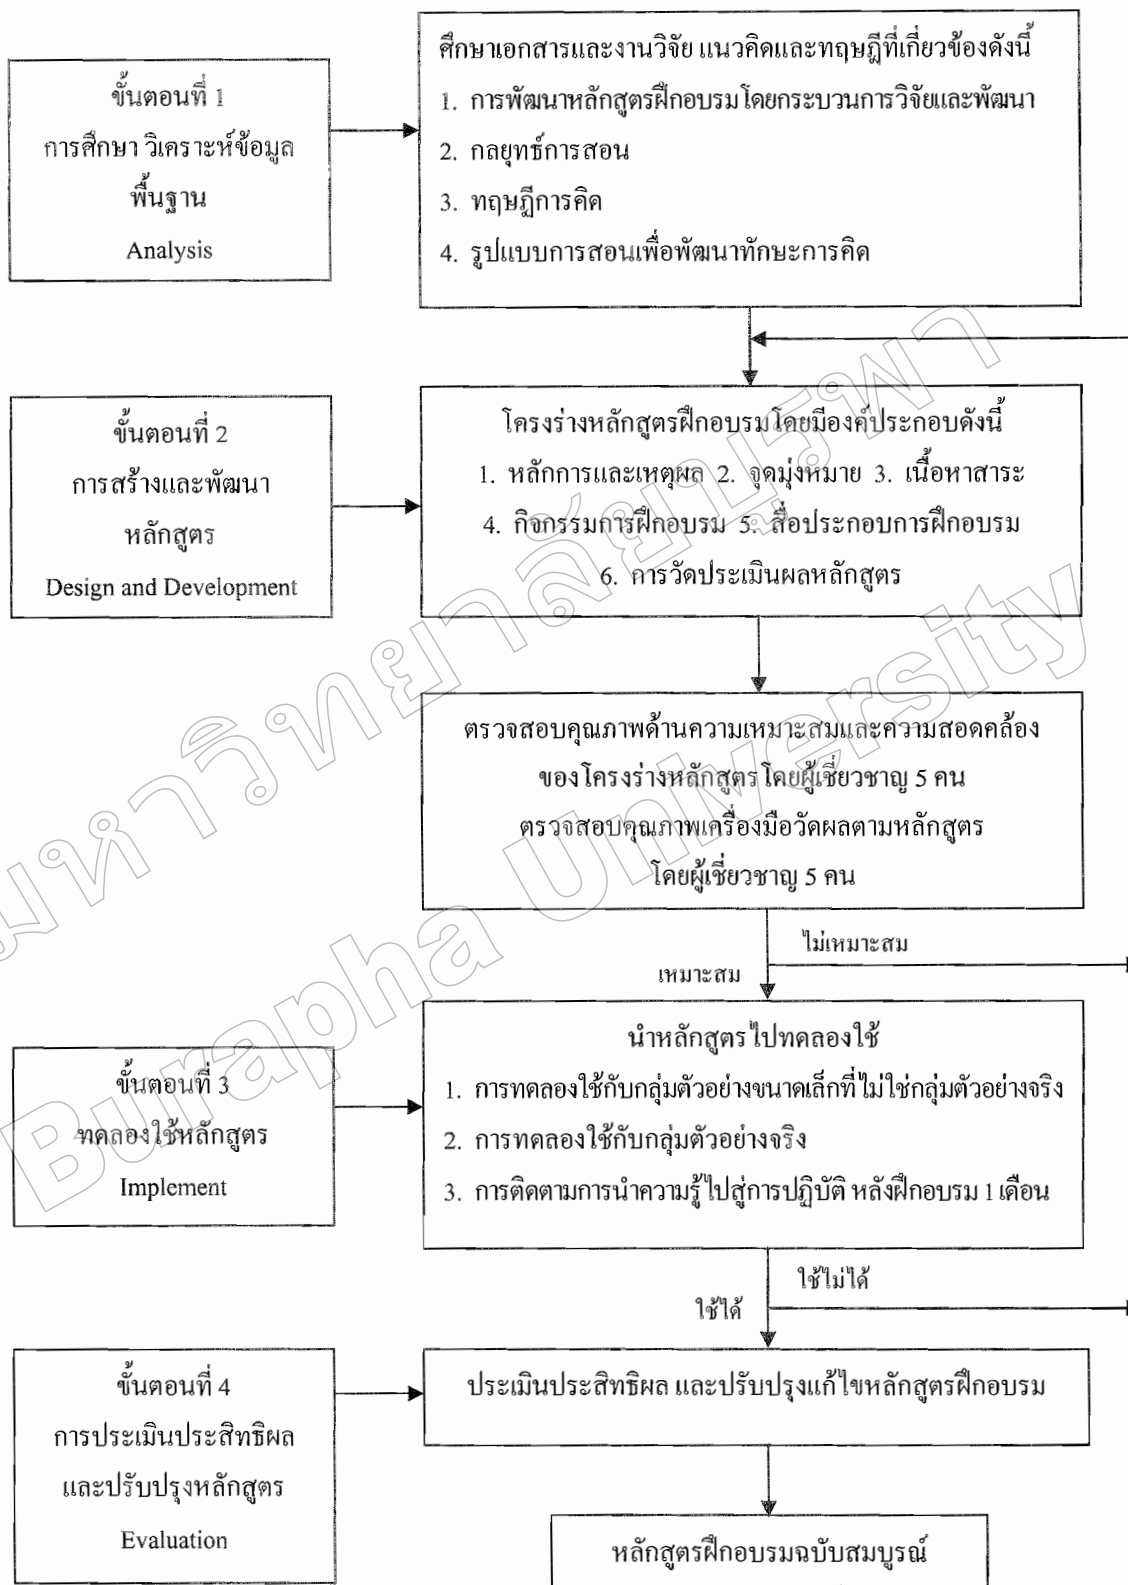 ขั้นตอนที่ 1
การศึกษา วิเคราะห์ข้อมูล
พื้นฐาน
Analysis
ศึกษาเอกสารและงานวิจัย แนวคิดและทฤษฎีที่เกี่ยวข้องดังนี้
1. การพัฒนาหลักสูตรฝึกอบรมโดยกระบวนการวิจัยและพัฒนา
2. กลยุทธ์การสอน
3. ทฤษฎีการคิด
4. รูปแบบการสอนเพื่อพัฒนาทักษะการคิด
ขั้นตอนที่ 2
การสร้างและพัฒนา
หลักสูตร
Design and Development
โครงร่างหลักสูตรฝึกอบรมโดยมีองค์ประกอบดังนี้
1. หลักการและเหตุผล 2. จุดมุ่งหมาย 3. เนื้อหาสาระ
4. กิจกรรมการฝึกอบรม 5. สื่อประกอบการฝึกอบรม
6. การวัดประเมินผลหลักสูตร
ตรวจสอบคุณภาพด้านความเหมาะสมและความสอดคล้อง
ของโครงร่างหลักสูตร โดยผู้เชี่ยวชาญ 5 คน
ตรวจสอบคุณภาพเครื่องมือวัดผลตามหลักสูตร
โดยผู้เชี่ยวชาญ 5 คน
ไม่เหมาะสม
เหมาะสม
ขั้นตอนที่ 3
ทดลองใช้หลักสูตร
Implement
นำหลักสูตรไปทดลองใช้
1. การทดลองใช้กับกลุ่มตัวอย่างขนาดเล็กที่ไม่ใช่กลุ่มตัวอย่างจริง
2. การทดลองใช้กับกลุ่มตัวอย่างจริง
3. การติดตามการนำความรู้ไปสู่การปฏิบัติ หลังฝึกอบรม 1 เดือน
ใช้ไม่ได้
ใช้ได้
ขั้นตอนที่ 4
การประเมินประสิทธิผล
และปรับปรุงหลักสูตร
Evaluation
ประเมินประสิทธิผล และปรับปรุงแก้ไขหลักสูตรฝึกอบรม
หลักสูตรฝึกอบรมฉบับสมบูรณ์
มหาวิทยาลัยบูรพา
Burapha University